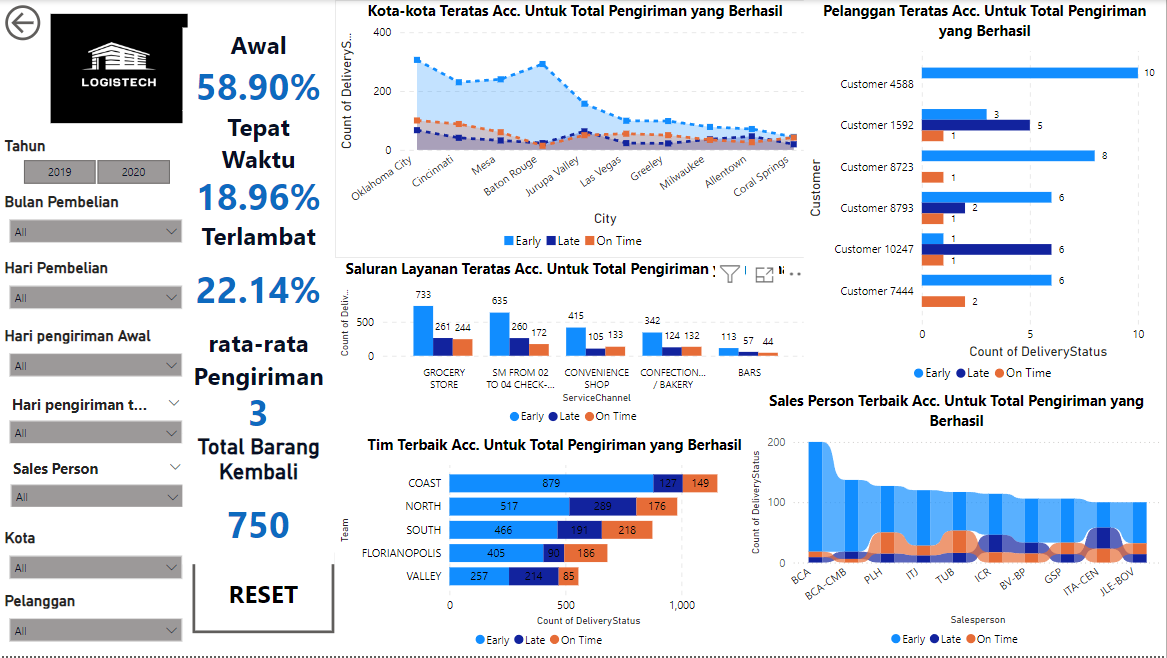 LOGISTECH
Tahun
2019
2020
Bulan Pembelian
All
Hari Pembelian
All
Hari pengiriman Awal
All
Hari pengiriman t...
All
Sales Person
All
Kota
All
Pelanggan
All
Awal
58.90%
Tepat
Waktu
18.96%
Terlambat
22.14%
rata-rata
Pengiriman
3
Total Barang
Kembali
750
RESET
Kota-kota Teratas Acc. Untuk Total Pengiriman yang Berhasil
Count of DeliveryS...
400
200
0
Oklahoma City
Cincinnati
Mesa
Baton Rouge
Jurupa Valley
Las Vegas
Greeley
Milwaukee
Allentown
Coral Springs
City
Early Late On Time
Saluran Layanan Teratas Acc. Untuk Total Pengiriman
Count of Deliv...
500
0
733 261 244
635 260 172
415 105 133
342 124 132
113 57 44
GROCERY
STORE
SM FROM 02
TO 04 CHECK-...
CONVENIENCE
SHOP
CONFECTION...
/ BAKERY
BARS
ServiceChannel
Early Late On Time
Tim Terbaik Acc. Untuk Total Pengiriman yang Berhasil
Team
COAST 879 127 149
NORTH 517 289 176
SOUTH 466 191 218
FLORIANOPOLIS 405 90 186
VALLEY 257 214 85
0 500 1,000
Count of DeliveryStatus
Early Late On Time
Pelanggan Teratas Acc. Untuk Total Pengiriman
yang Berhasil
Customer
Customer 4588 10
Customer 1592 3 5 1
Customer 8723 8 1
Customer 8793 6 2 1
Customer 10247 1 6 1
Customer 7444 6 2
0 5 10
Count of DeliveryStatus
Early Late On Time
Sales Person Terbaik Acc. Untuk Total Pengiriman yang
Berhasil
Count of DeliveryStatus
200
100
0
BCA
BCA-CMB
PLH
ITJ
TUB
ICR
BV-BP
GSP
ITA-CEN
JLE-BOV
Salesperson
Early Late On Time